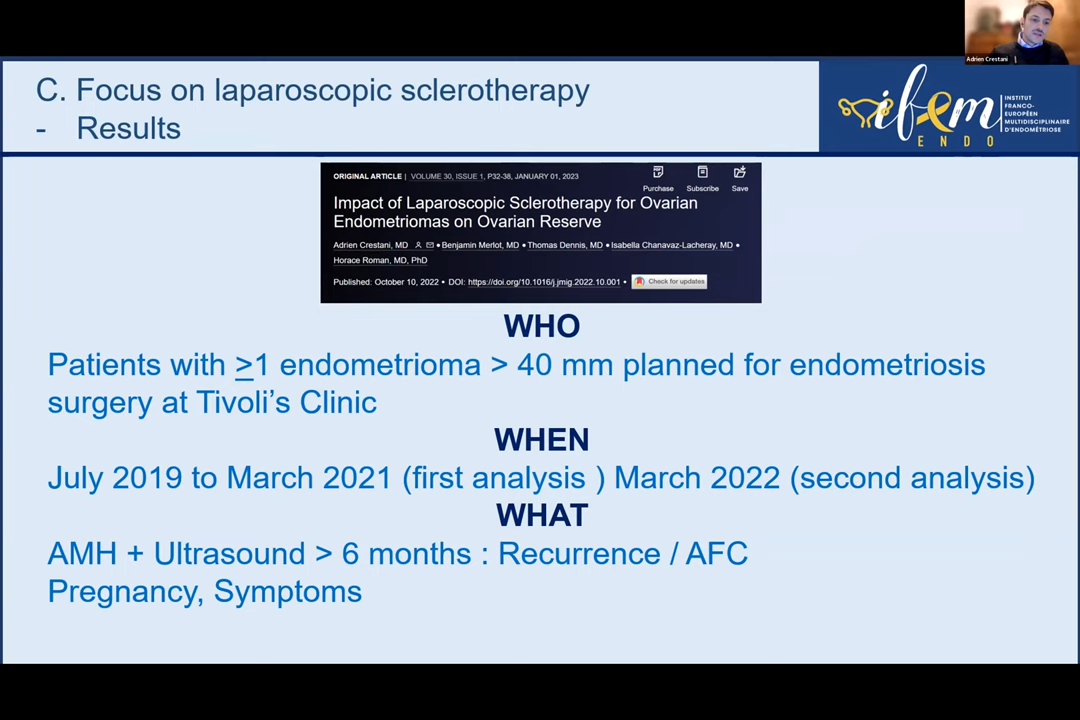 Adrien Crestani
C. Focus on laparoscopic sclerotherapy
- Results
ifem
ENDO
INSTITUT
FRANCO-
EUROPÉEN
MULTIDISCIPLINAIRE
D'ENDOMÉTRIOSE
ORIGINAL ARTICLE | VOLUME 30, ISSUE 1, P32-38, JANUARY 01, 2023
Purchase Subscribe Save
Impact of Laparoscopic Sclerotherapy for Ovarian
Endometriomas on Ovarian Reserve
Adrien Crestani, MD • Benjamin Merlot, MD • Thomas Dennis, MD • Isabella Chanavaz-Lacheray, MD •
Horace Roman, MD, PhD
Published: October 10, 2022 • DOI: https://doi.org/10.1016/j.jmig.2022.10.001 • Check for updates
WHO
Patients with >1 endometrioma > 40 mm planned for endometriosis
surgery at Tivoli’s Clinic
WHEN
July 2019 to March 2021 (first analysis ) March 2022 (second analysis)
WHAT
AMH + Ultrasound > 6 months : Recurrence / AFC
Pregnancy, Symptoms